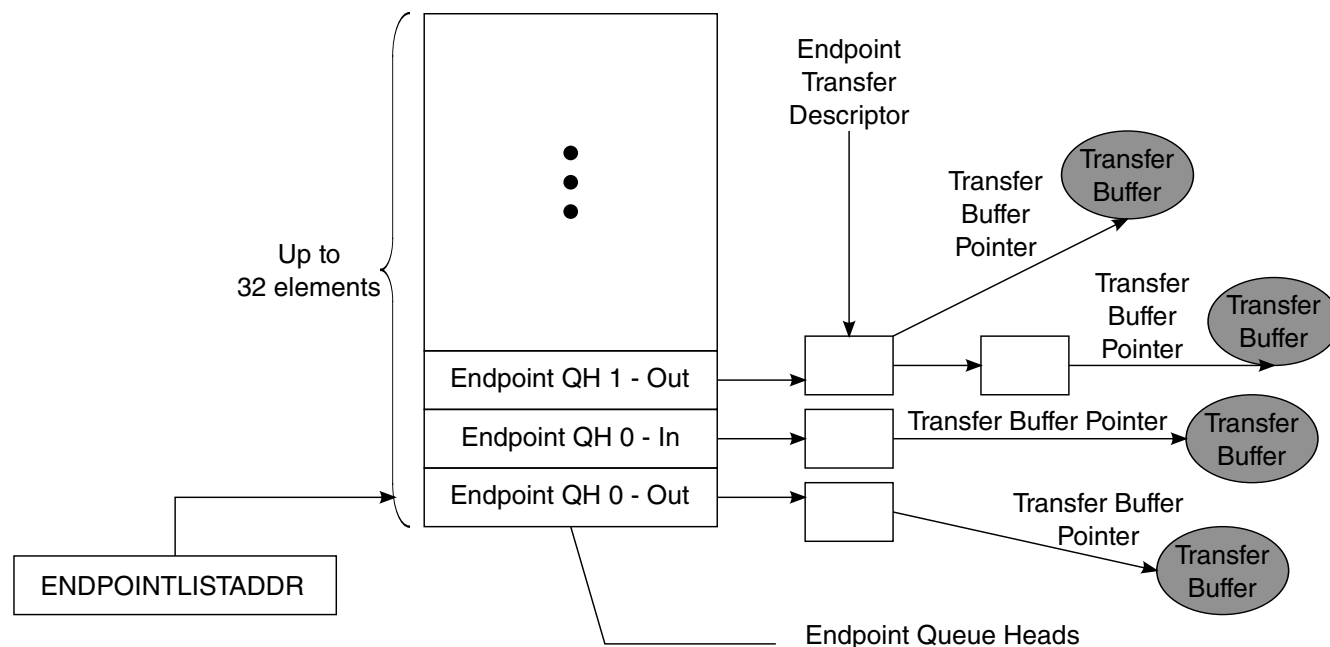 Endpoint
Transfer
Descriptor
Transfer
Buffer
Transfer
Buffer
Pointer
Up to
32 elements
Transfer
Buffer
Pointer
Transfer
Buffer
Endpoint QH 1 - Out
Endpoint QH 0 - In
Transfer Buffer Pointer
Transfer
Buffer
Endpoint QH 0 - Out
Transfer Buffer
Pointer
Transfer
Buffer
ENDPOINTLISTADDR
Endpoint Queue Heads